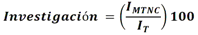 Investigación = (I_MTNC / I_T) 100